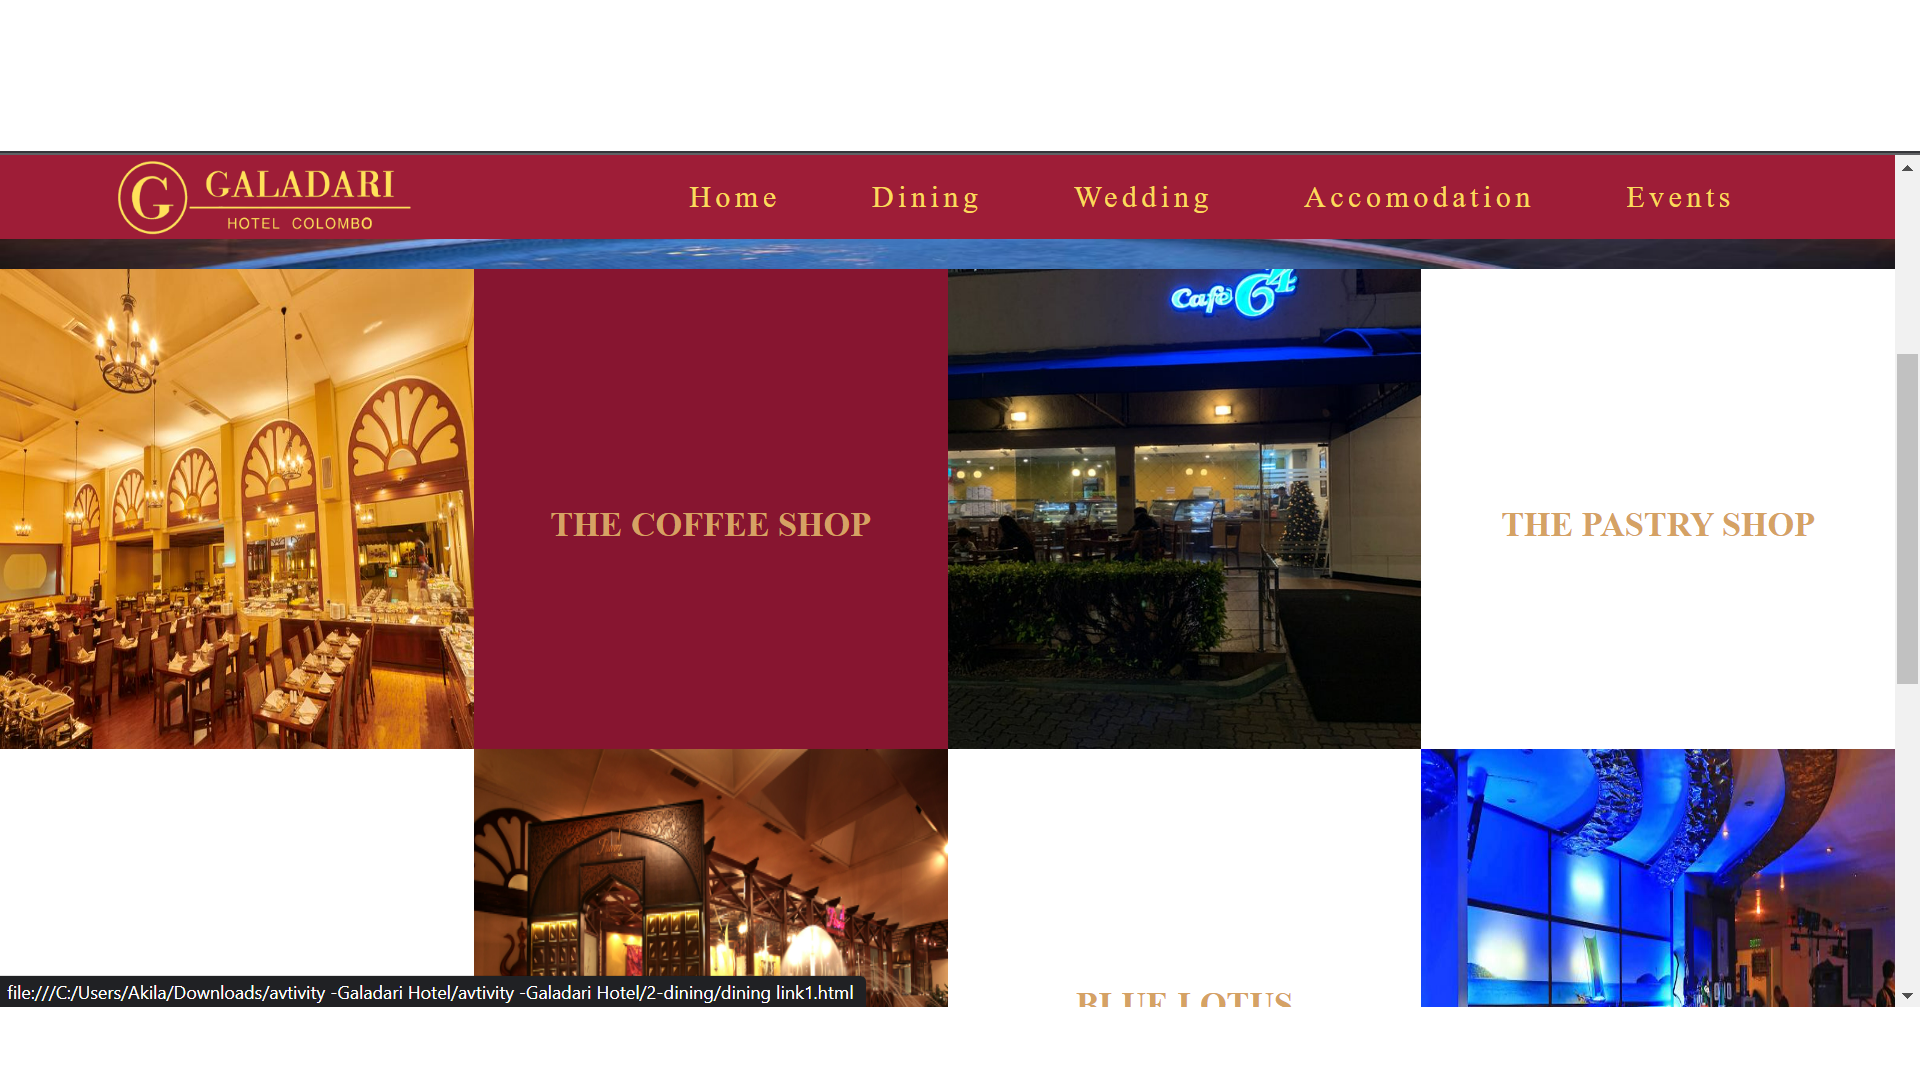 G GALADARI
HOTEL COLOMBO
Home
Dining
Wedding
Accomodation
Events
Cafe 64
THE COFFEE SHOP
THE PASTRY SHOP
BLUE LOTUS
file:///C:/Users/Akila/Downloads/avtivity -Galadari Hotel/avtivity -Galadari Hotel/2-dining/dining link1.html